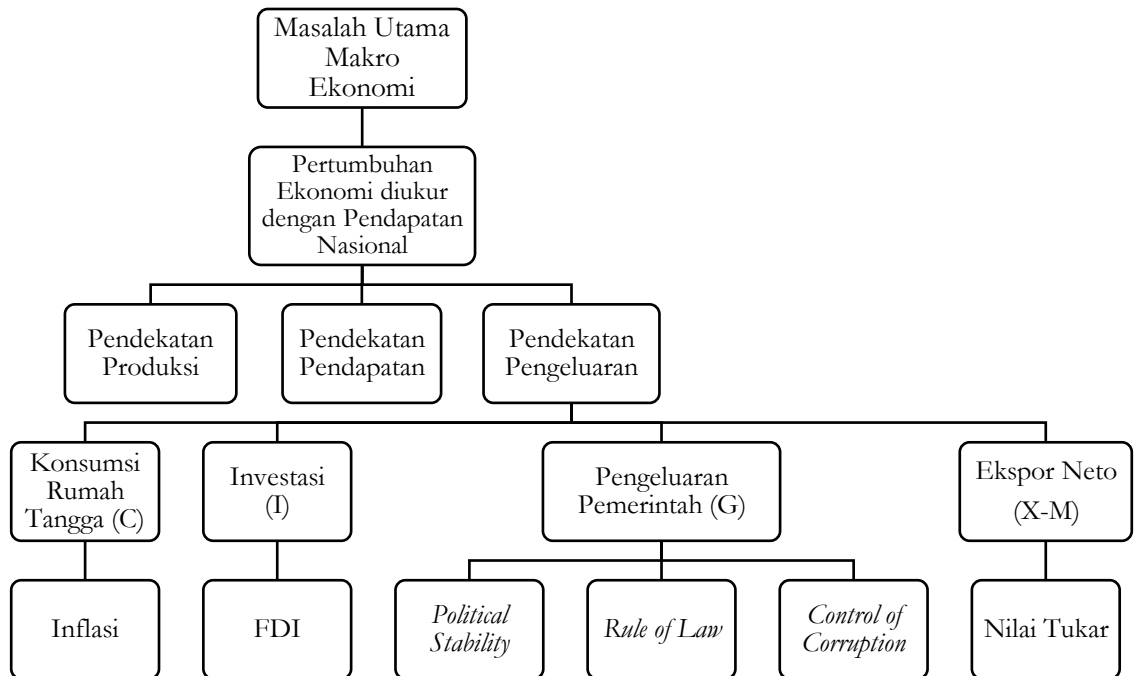 Masalah Utama
Makro
Ekonomi
Pertumbuhan
Ekonomi diukur
dengan Pendapatan
Nasional
Pendekatan
Produksi
Pendekatan
Pendapatan
Pendekatan
Pengeluaran
Konsumsi
Rumah
Tangga (C)
Investasi
(I)
Pengeluaran
Pemerintah (G)
Ekspor Neto
(X-M)
Inflasi
FDI
Political
Stability
Rule of Law
Control of
Corruption
Nilai Tukar